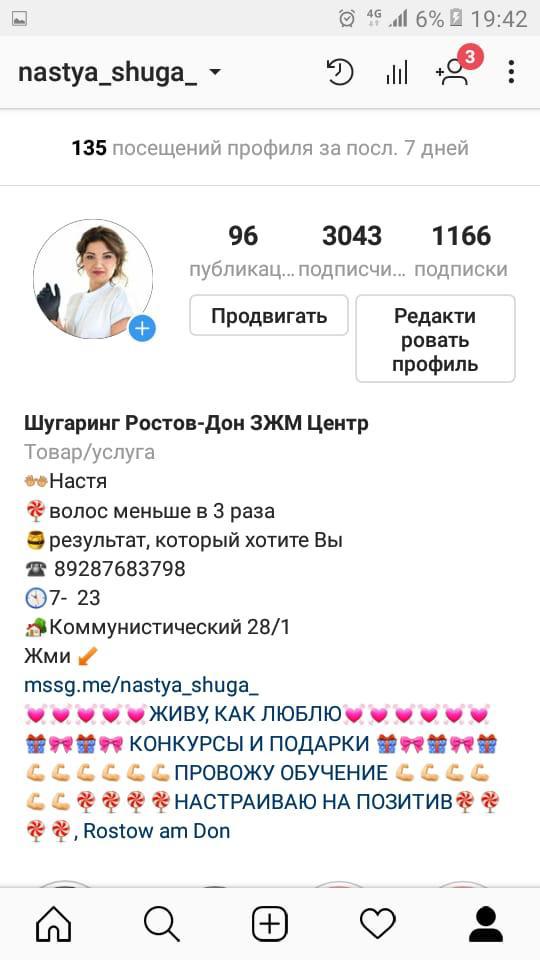 4G 6% 19:42
nastya_shuga_
3
135 посещений профиля за посл. 7 дней
96 3043 1166
публикац... подписчи... подписки
Продвигать
Редакти
ровать
профиль
Шугаринг Ростов-Дон ЗЖМ Центр
Товар/услуга
👐Настя
🍭волос меньше в 3 раза
🍯результат, который хотите Вы
☎ 89287683798
🕙7- 23
🏡Коммунистический 28/1
Жми ↙
mssg.me/nastya_shuga_
💓💓💓💓💓ЖИВУ, КАК ЛЮБЛЮ💓💓💓💓💓💓
🎁🎀🎁🎀 КОНКУРСЫ И ПОДАРКИ 🎁🎀🎁🎀🎁
💪💪💪💪💪💪ПРОВОЖУ ОБУЧЕНИЕ 💪💪💪💪
💪💪🍭🍭🍭🍭НАСТРАИВАЮ НА ПОЗИТИВ🍭🍭
🍭🍭, Rostow am Don